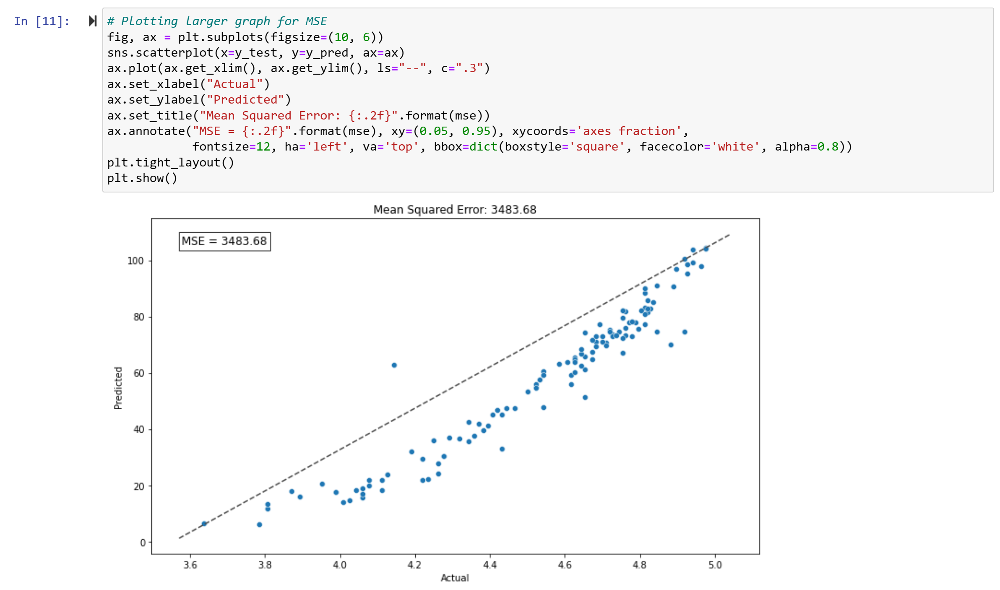 In [11]:
# Plotting larger graph for MSE
fig, ax = plt.subplots(figsize=(10, 6))
sns.scatterplot(x=y_test, y=y_pred, ax=ax)
ax.plot(ax.get_xlim(), ax.get_ylim(), ls="--", c=".3")
ax.set_xlabel("Actual")
ax.set_ylabel("Predicted")
ax.set_title("Mean Squared Error: {:.2f}".format(mse))
ax.annotate("MSE = {:.2f}".format(mse), xy=(0.05, 0.95), xycoords='axes fraction',
            fontsize=12, ha='left', va='top', bbox=dict(boxstyle='square', facecolor='white', alpha=0.8))
plt.tight_layout()
plt.show()
Mean Squared Error: 3483.68
MSE = 3483.68
100
80
60
40
20
0
Predicted
3.6 3.8 4.0 4.2 4.4 4.6 4.8 5.0
Actual